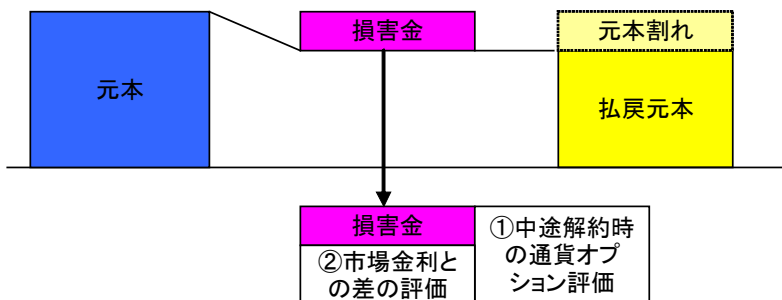 損害金
元本割れ
元本
払戻元本
損害金
①中途解約時
の通貨オプ
ション評価
②市場金利と
の差の評価